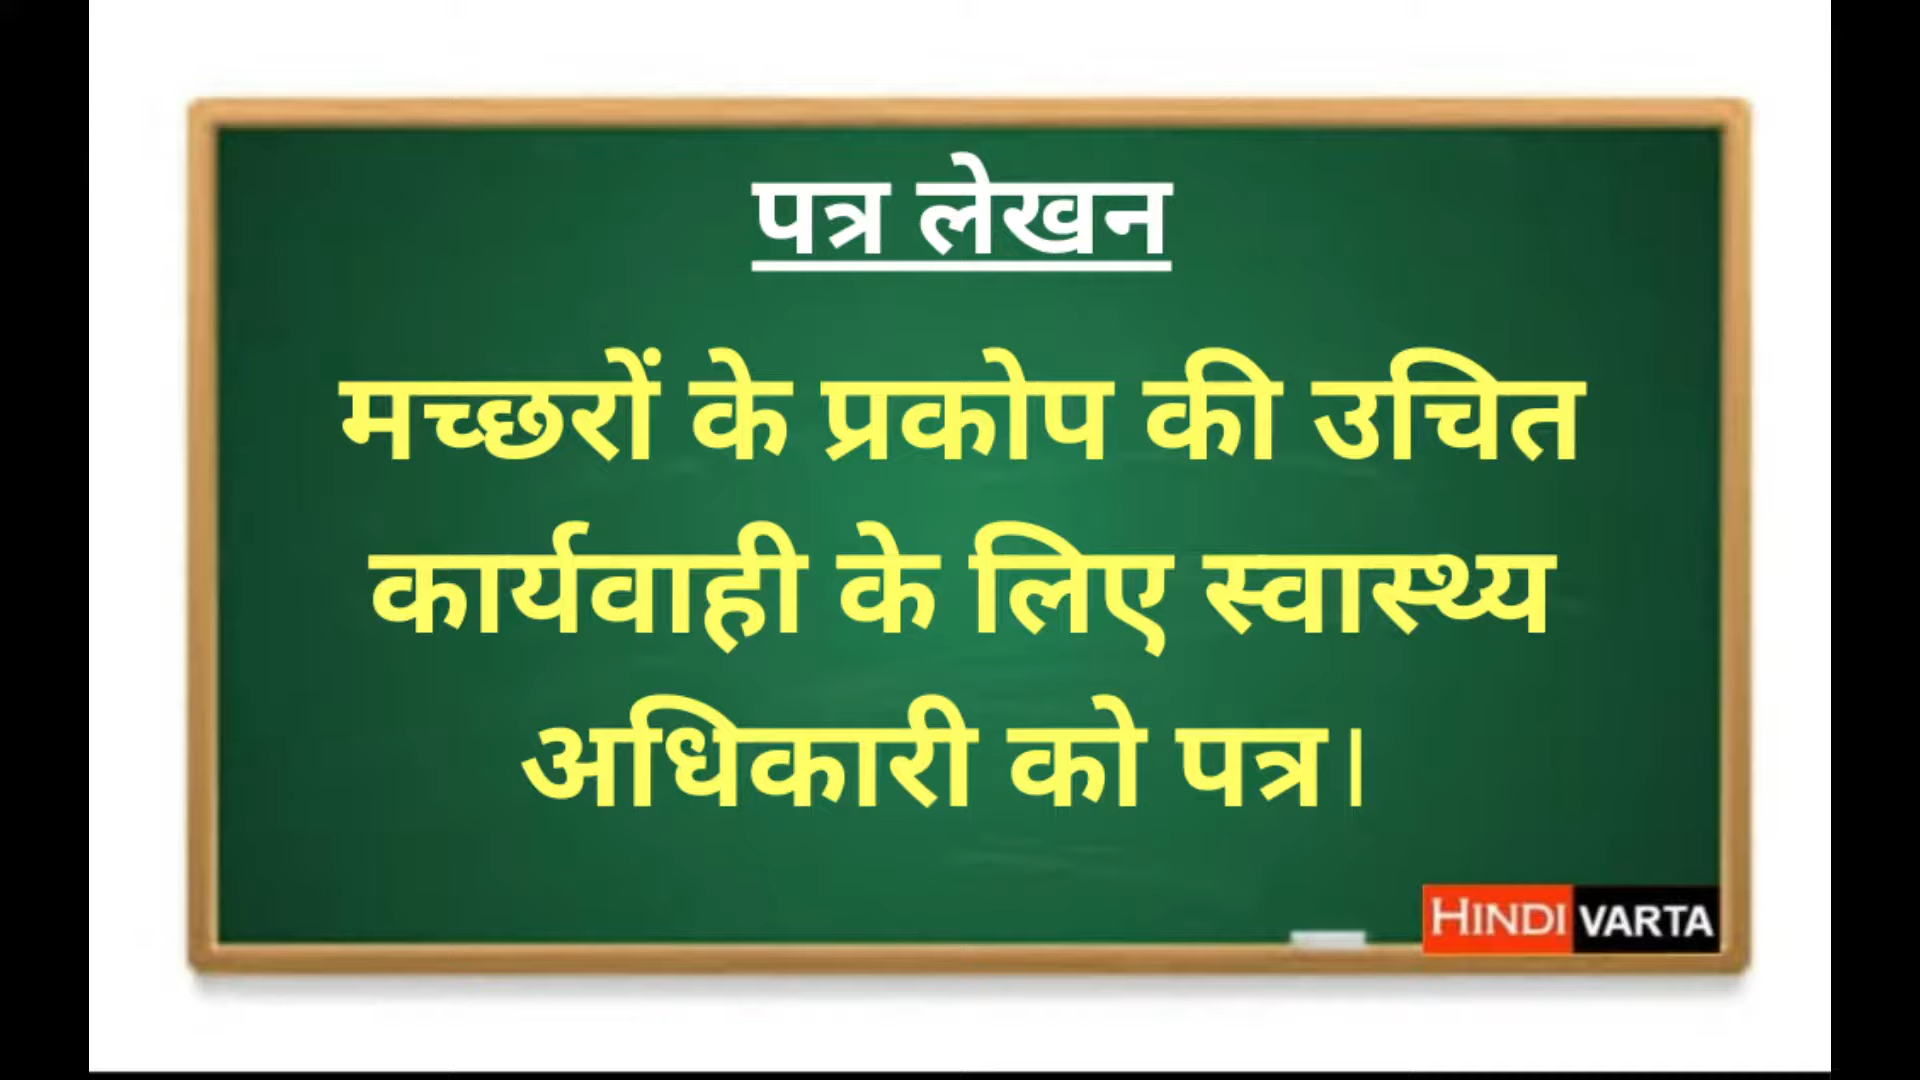 पत्र लेखन
मच्छरों के प्रकोप की उचित
कार्यवाही के लिए स्वास्थ्य
अधिकारी को पत्र।
HINDI VARTA